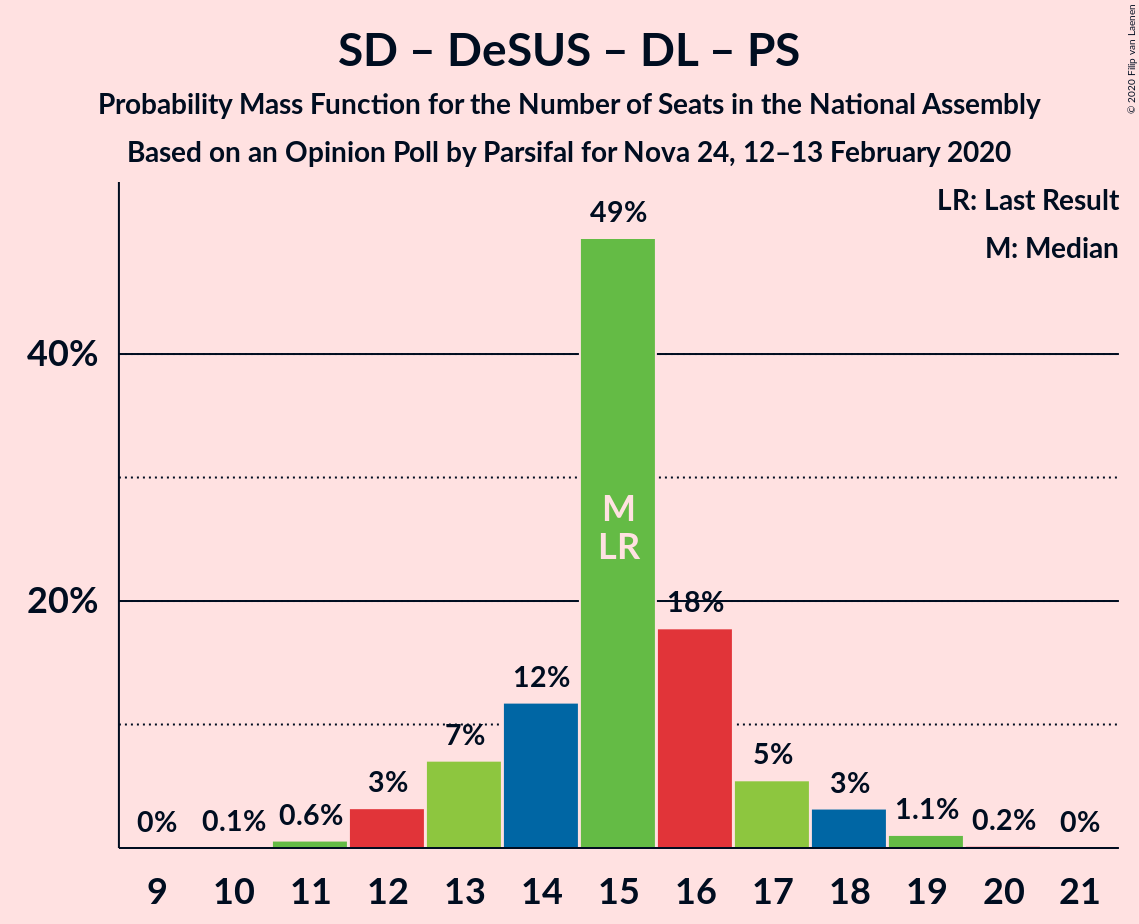 SD – DeSUS – DL – PS
Probability Mass Function for the Number of Seats in the National Assembly
Based on an Opinion Poll by Parsifal for Nova 24, 12–13 February 2020
© 2020 Filip van Laenen
LR: Last Result
M: Median
40%
20%
0%
0.1%
0.6%
3%
7%
12%
49%
18%
5%
3%
1.1%
0.2%
0%
M
LR
9 10 11 12 13 14 15 16 17 18 19 20 21